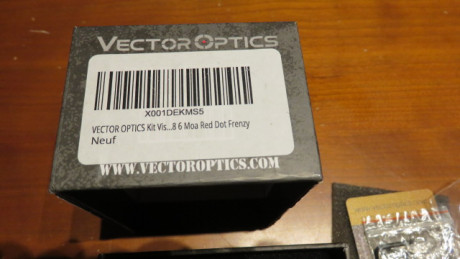 VECTOR OPTICS
X001DEKMS5
VECTOR OPTICS Kit Vis...8 6 Moa Red Dot Frenzy
Neuf
WWW.VECTOROPTICS.COM